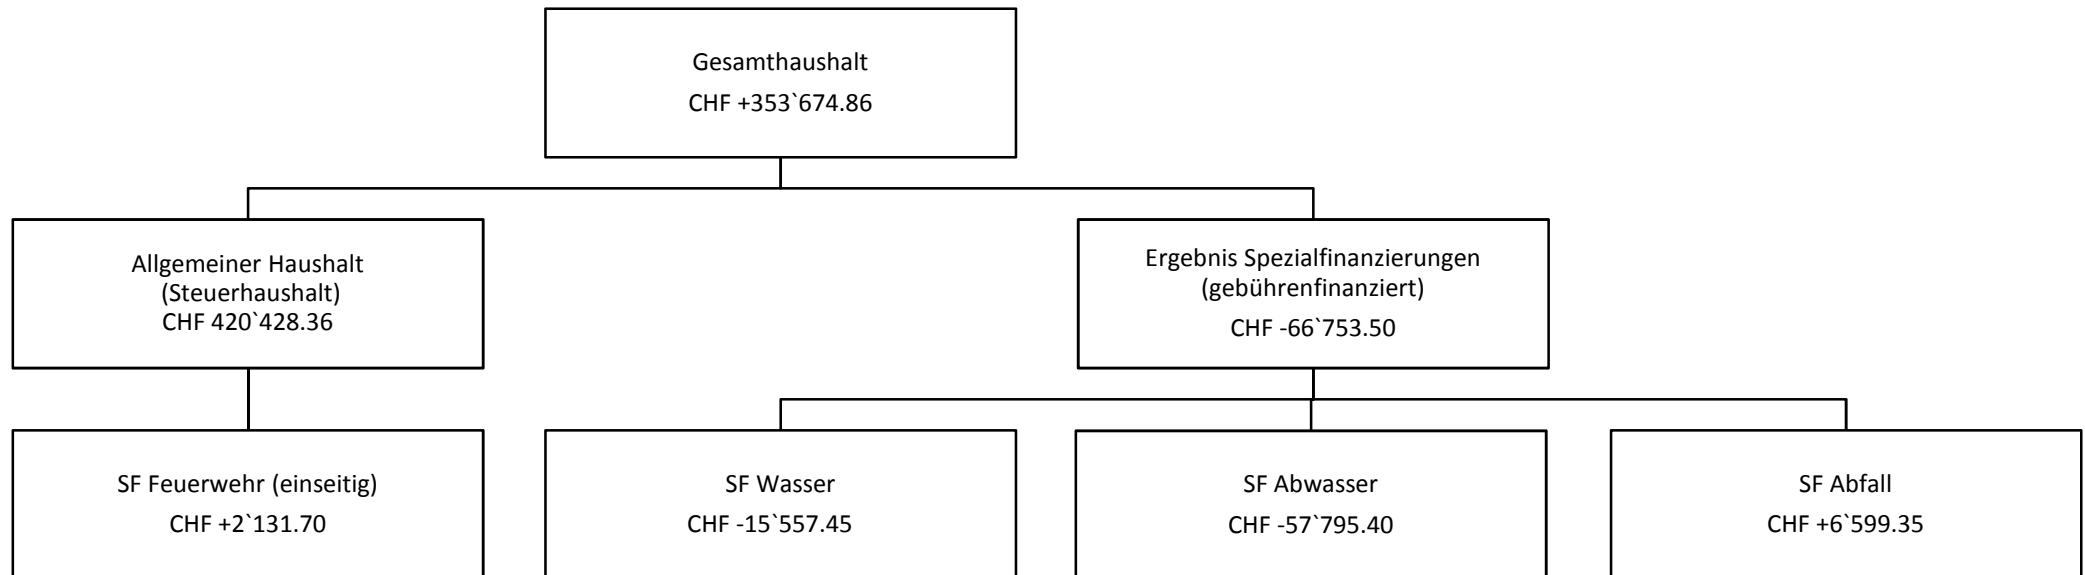 Gesamthaushalt
CHF +353`674.86
Allgemeiner Haushalt
(Steuerhaushalt)
CHF 420`428.36
Ergebnis Spezialfinanzierungen
(gebührenfinanziert)
CHF -66`753.50
SF Feuerwehr (einseitig)
CHF +2`131.70
SF Wasser
CHF -15`557.45
SF Abwasser
CHF -57`795.40
SF Abfall
CHF +6`599.35